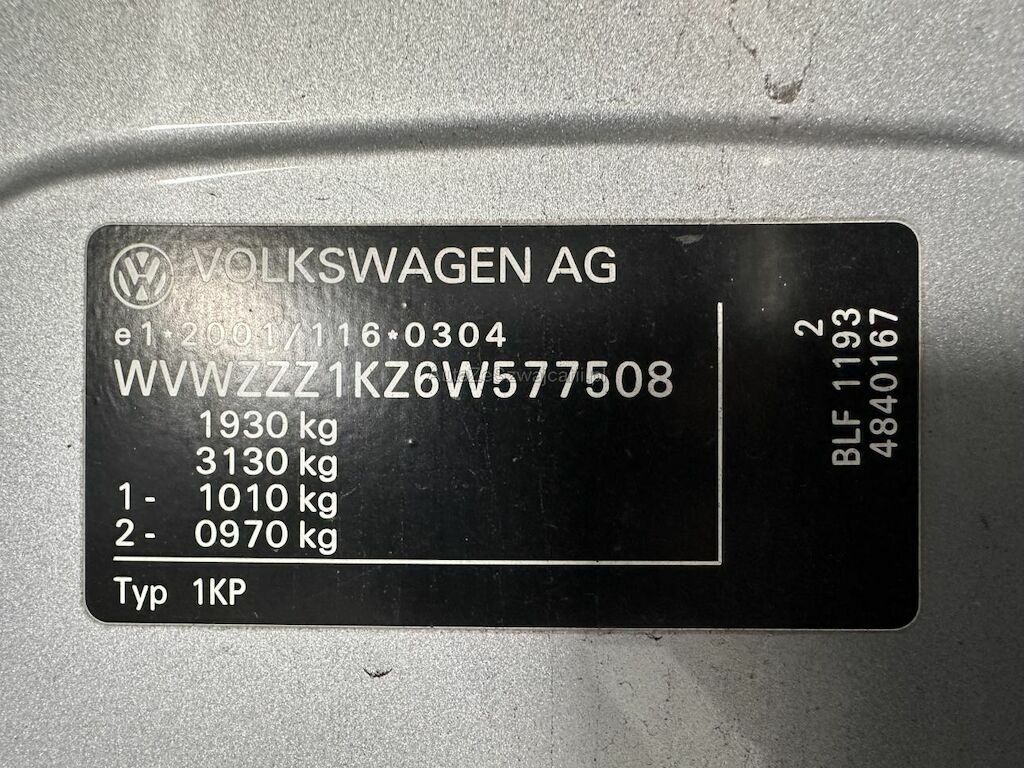 VOLKSWAGEN AG
e1*2001/116*0304
WVWZZZ1KZ6W577508
1930 kg
3130 kg
1- 1010 kg
2- 0970 kg
Typ 1KP
2
BLF 1193
4840167